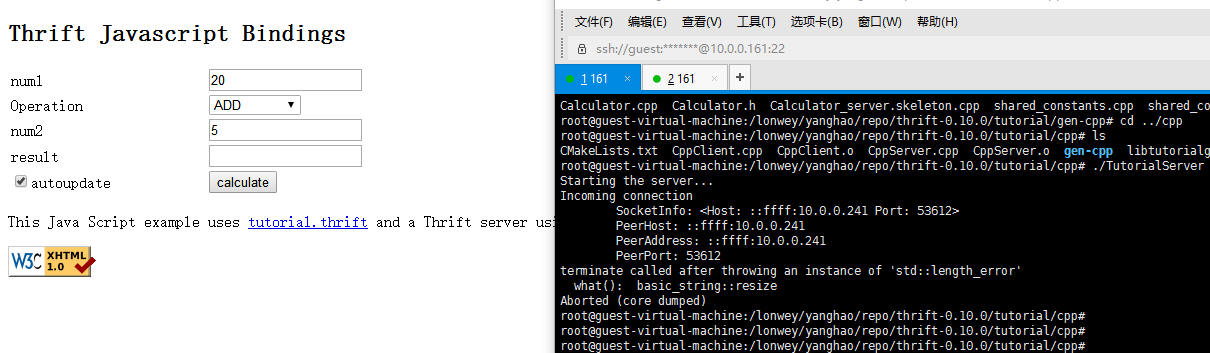 Thrift Javascript Bindings
num1 20
Operation ADD
num2 5
result
autoupdate calculate
This Java Script example uses tutorial.thrift and a Thrift server usi
W3C XHTML 1.0
文件(F) 编辑(E) 查看(V) 工具(T) 选项卡(B) 窗口(W) 帮助(H)
ssh://guest:*******@10.0.0.161:22
1 161 × 2 161 × +
Calculator.cpp Calculator.h Calculator_server.skeleton.cpp shared_constants.cpp shared_co
root@guest-virtual-machine:/lonwey/yanghao/repo/thrift-0.10.0/tutorial/gen-cpp# cd ../cpp
root@guest-virtual-machine:/lonwey/yanghao/repo/thrift-0.10.0/tutorial/cpp# ls
CMakeLists.txt CppClient.cpp CppClient.o CppServer.cpp CppServer.o gen-cpp libtutorialg
root@guest-virtual-machine:/lonwey/yanghao/repo/thrift-0.10.0/tutorial/cpp# ./TutorialServer
Starting the server...
Incoming connection
SocketInfo: <Host: ::ffff:10.0.0.241 Port: 53612>
PeerHost: ::ffff:10.0.0.241
PeerAddress: ::ffff:10.0.0.241
PeerPort: 53612
terminate called after throwing an instance of 'std::length_error'
what(): basic_string::resize
Aborted (core dumped)
root@guest-virtual-machine:/lonwey/yanghao/repo/thrift-0.10.0/tutorial/cpp#
root@guest-virtual-machine:/lonwey/yanghao/repo/thrift-0.10.0/tutorial/cpp#
root@guest-virtual-machine:/lonwey/yanghao/repo/thrift-0.10.0/tutorial/cpp#